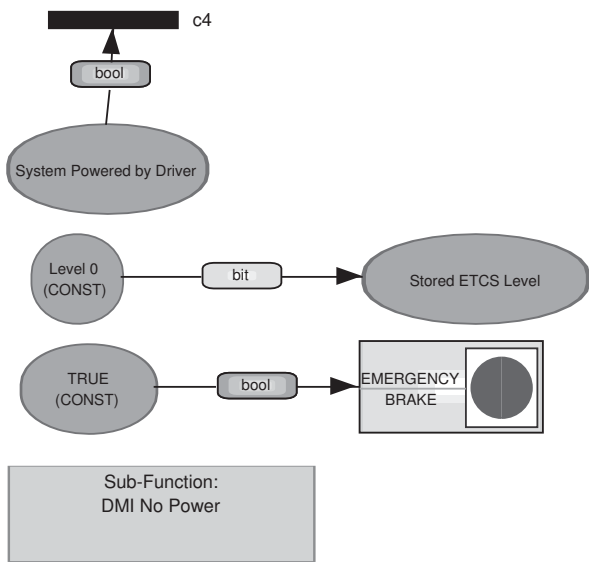 c4
bool
System Powered by Driver
Level 0
(CONST)
bit
Stored ETCS Level
TRUE
(CONST)
bool
EMERGENCY
BRAKE
Sub-Function:
DMI No Power